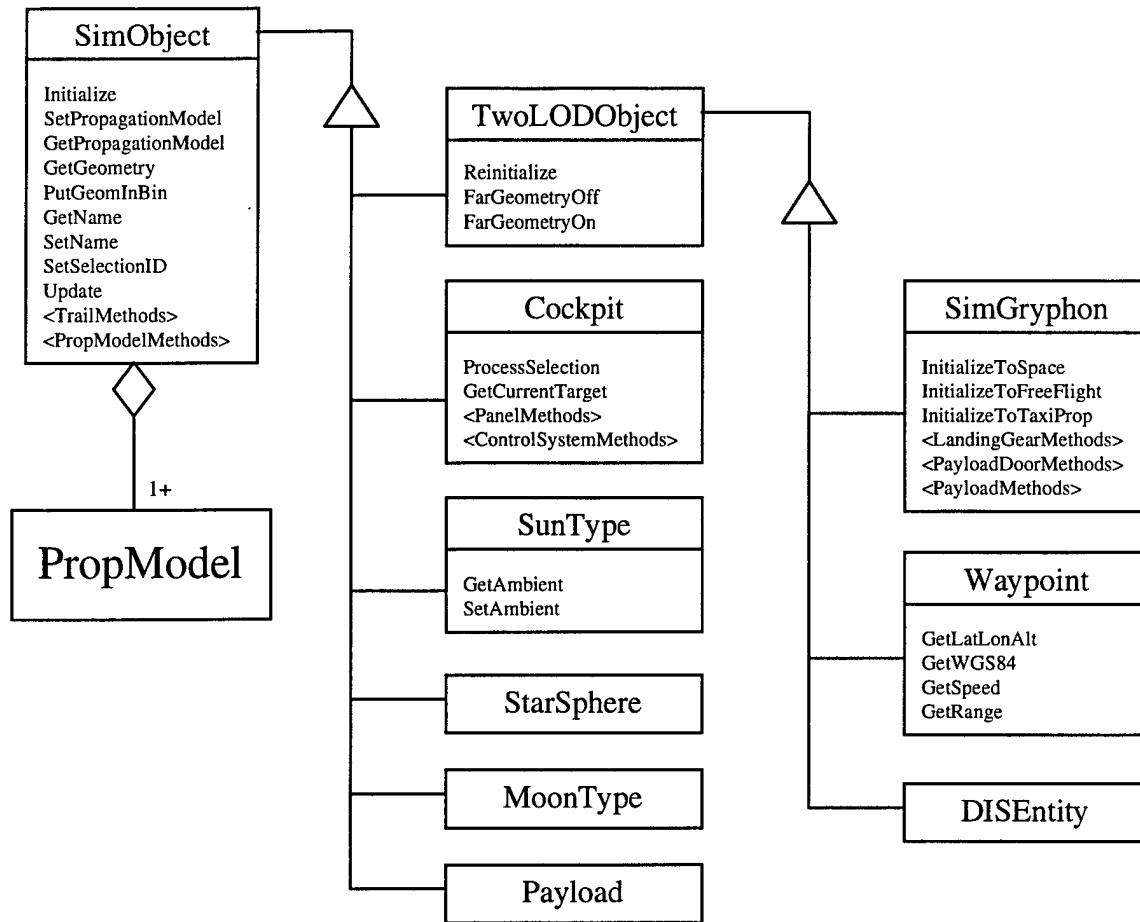 SimObject
Initialize
SetPropagationModel
GetPropagationModel
GetGeometry
PutGeomInBin
GetName
SetName
SetSelectionID
Update
<TrailMethods>
<PropModelMethods>
1+
PropModel
TwoLODObject
Reinitialize
FarGeometryOff
FarGeometryOn
Cockpit
ProcessSelection
GetCurrentTarget
<PanelMethods>
<ControlSystemMethods>
SunType
GetAmbient
SetAmbient
StarSphere
MoonType
Payload
SimGryphon
InitializeToSpace
InitializeToFreeFlight
InitializeToTaxiProp
<LandingGearMethods>
<PayloadDoorMethods>
<PayloadMethods>
Waypoint
GetLatLonAlt
GetWGS84
GetSpeed
GetRange
DISEntity